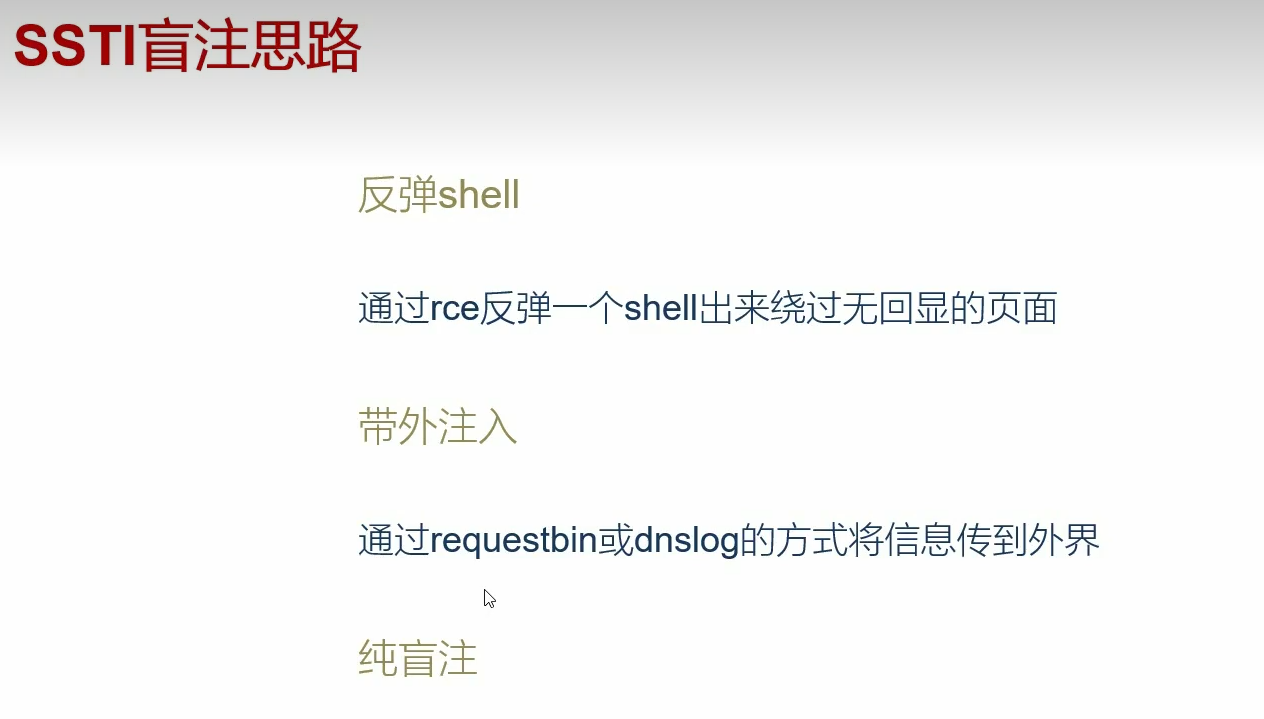 SSTI盲注思路
反弹shell
通过rce反弹一个shell出来绕过无回显的页面
带外注入
通过requestbin或dnslog的方式将信息传到外界
纯盲注